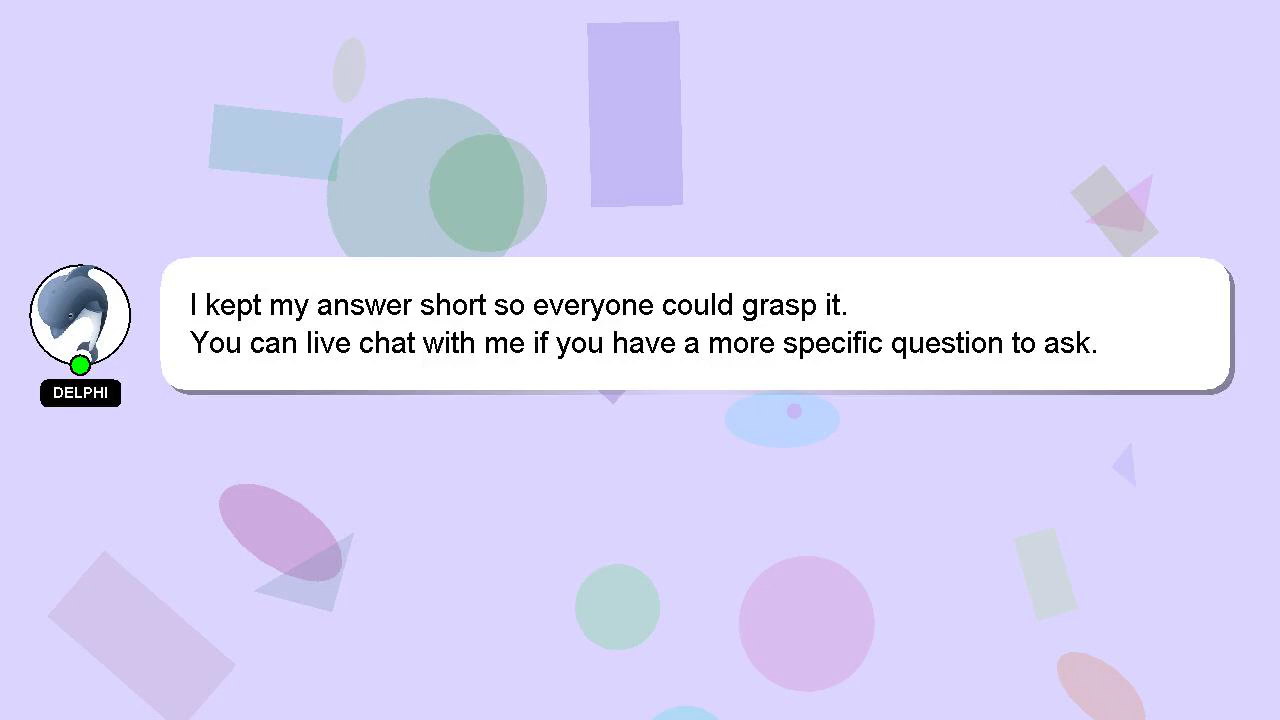 I kept my answer short so everyone could grasp it.
You can live chat with me if you have a more specific question to ask.
DELPHI